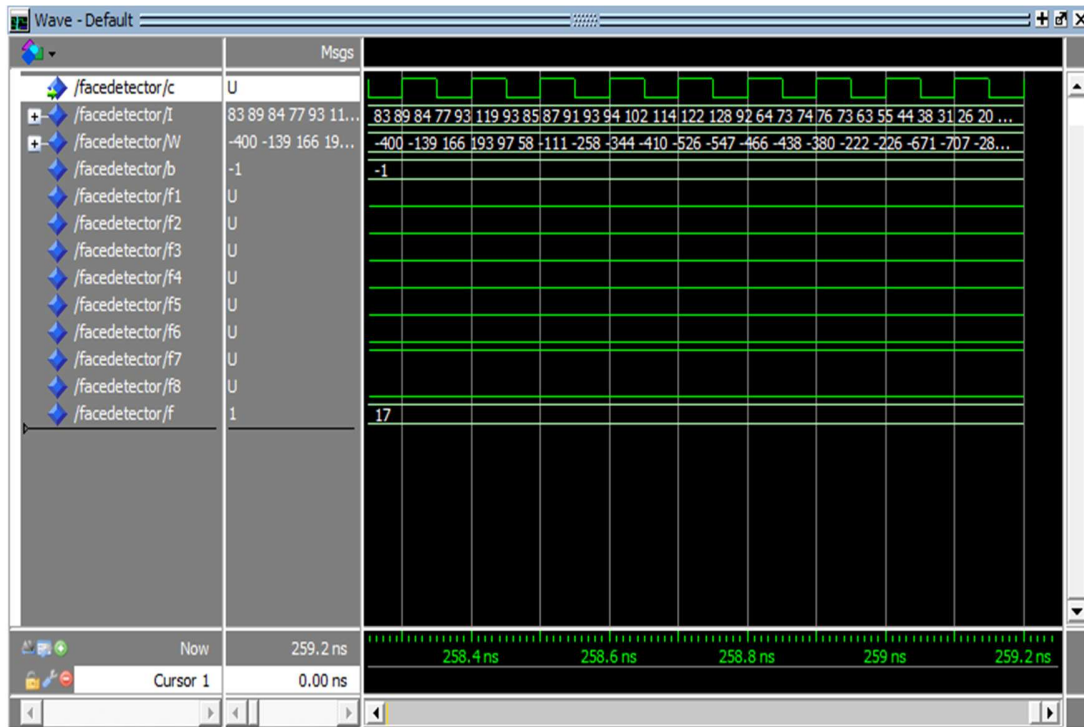 Wave - Default
Msgs
/facedetector/c U
/facedetector/I 83 89 84 77 93 11... 83 89 84 77 93 119 93 85 87 91 93 94 102 114 122 128 92 64 73 74 76 73 63 55 44 38 31 26 20 ...
/facedetector/W -400 -139 166 19... -400 -139 166 193 97 58 -111 -258 -344 -410 -526 -547 -466 -438 -380 -222 -226 -671 -707 -28...
/facedetector/b -1 -1
/facedetector/f1 U
/facedetector/f2 U
/facedetector/f3 U
/facedetector/f4 U
/facedetector/f5 U
/facedetector/f6 U
/facedetector/f7 U
/facedetector/f8 U
/facedetector/f 1 17
Now 259.2 ns 258.4 ns 258.6 ns 258.8 ns 259 ns 259.2 ns
Cursor 1 0.00 ns